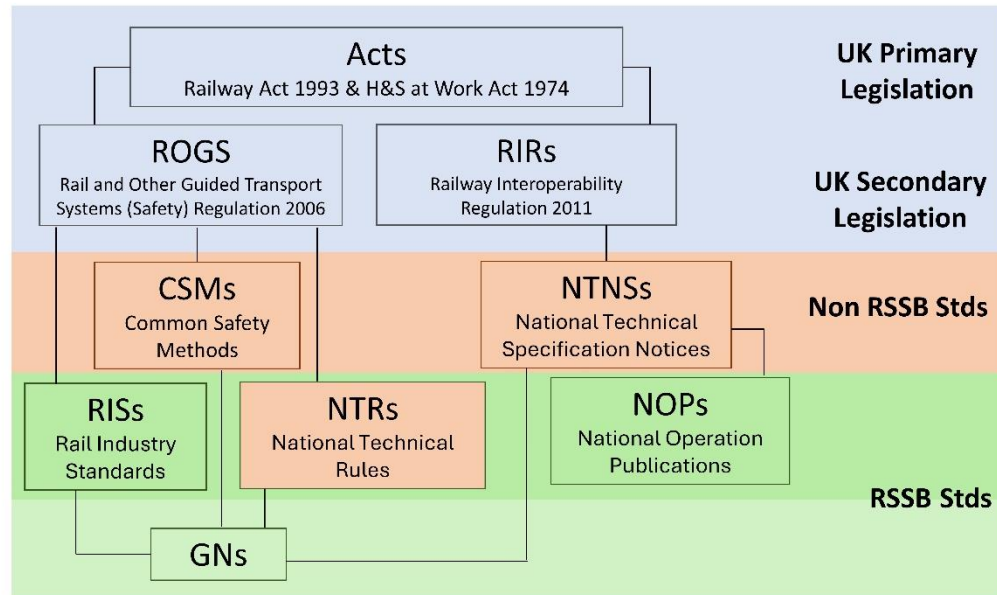 Acts
Railway Act 1993 & H&S at Work Act 1974
UK Primary
Legislation
ROGS
Rail and Other Guided Transport
Systems (Safety) Regulation 2006
RIRs
Railway Interoperability
Regulation 2011
UK Secondary
Legislation
CSMs
Common Safety
Methods
NTNSs
National Technical
Specification Notices
Non RSSB Stds
RISs
Rail Industry
Standards
NTRs
National Technical
Rules
NOPs
National Operation
Publications
RSSB Stds
GNs